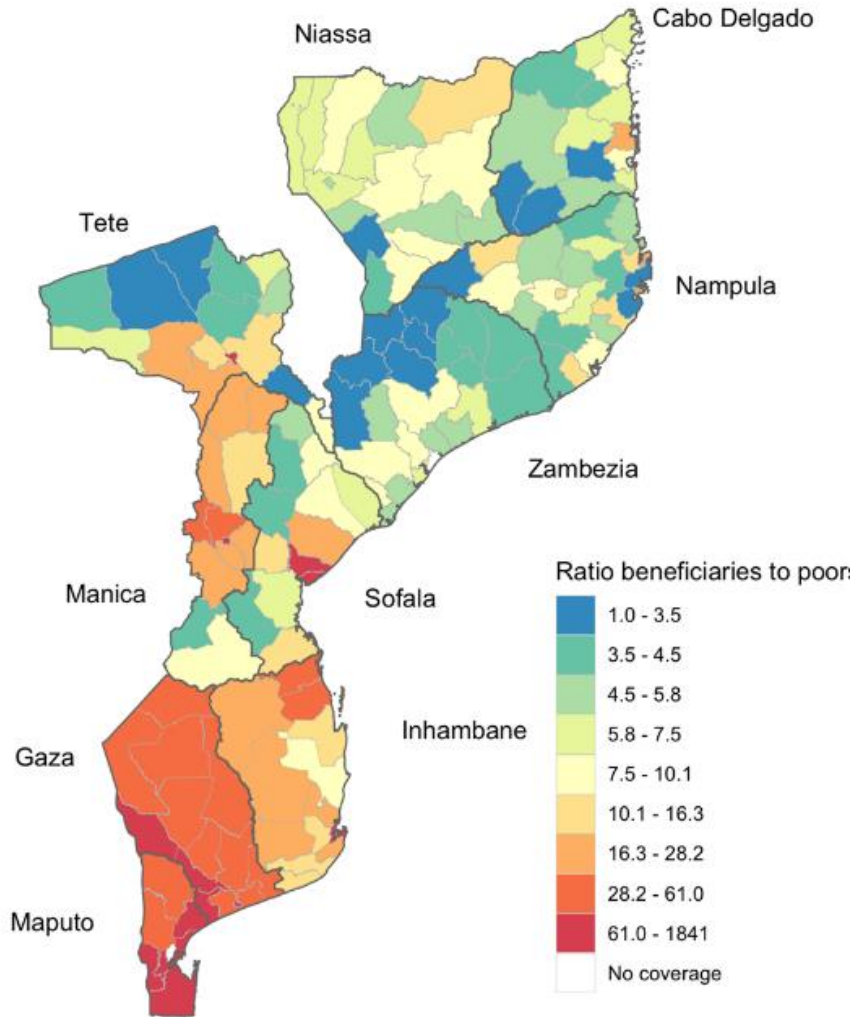 Cabo Delgado
Niassa
Tete
Nampula
Zambezia
Manica
Sofala
Inhambane
Gaza
Maputo
Ratio beneficiaries to poors
1.0 - 3.5
3.5 - 4.5
4.5 - 5.8
5.8 - 7.5
7.5 - 10.1
10.1 - 16.3
16.3 - 28.2
28.2 - 61.0
61.0 - 1841
No coverage